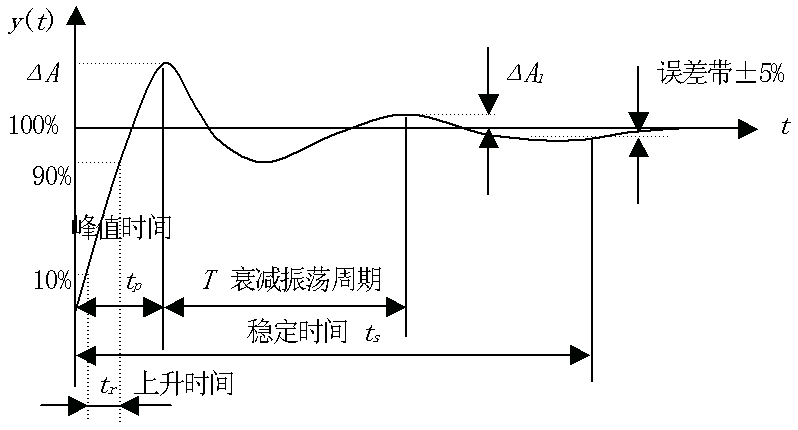 y(t)
ΔA
ΔA₁
误差带±5%
100%
t
90%
峰值时间
10%
tₚ
T 衰减振荡周期
稳定时间 tₛ
tᵣ 上升时间